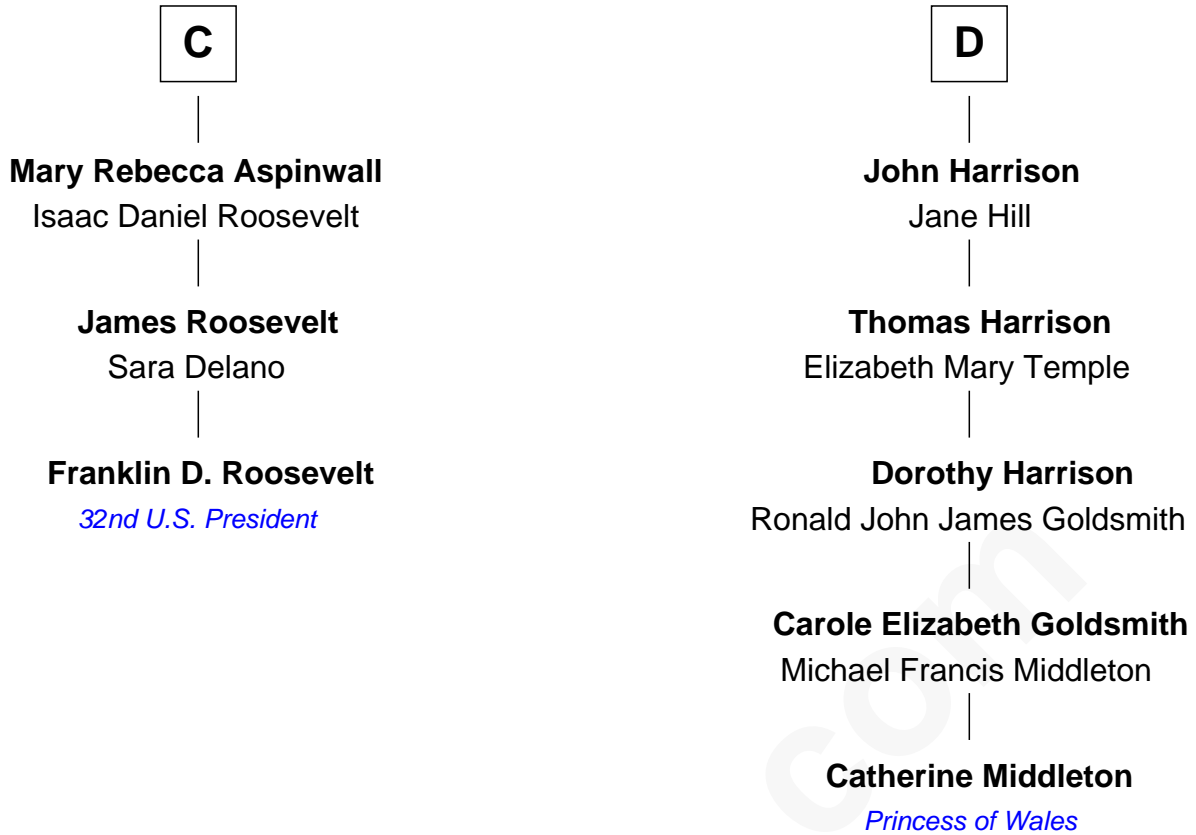 C
Mary Rebecca Aspinwall
Isaac Daniel Roosevelt
James Roosevelt
Sara Delano
Franklin D. Roosevelt
32nd U.S. President
D
John Harrison
Jane Hill
Thomas Harrison
Elizabeth Mary Temple
Dorothy Harrison
Ronald John James Goldsmith
Carole Elizabeth Goldsmith
Michael Francis Middleton
Catherine Middleton
Princess of Wales
com